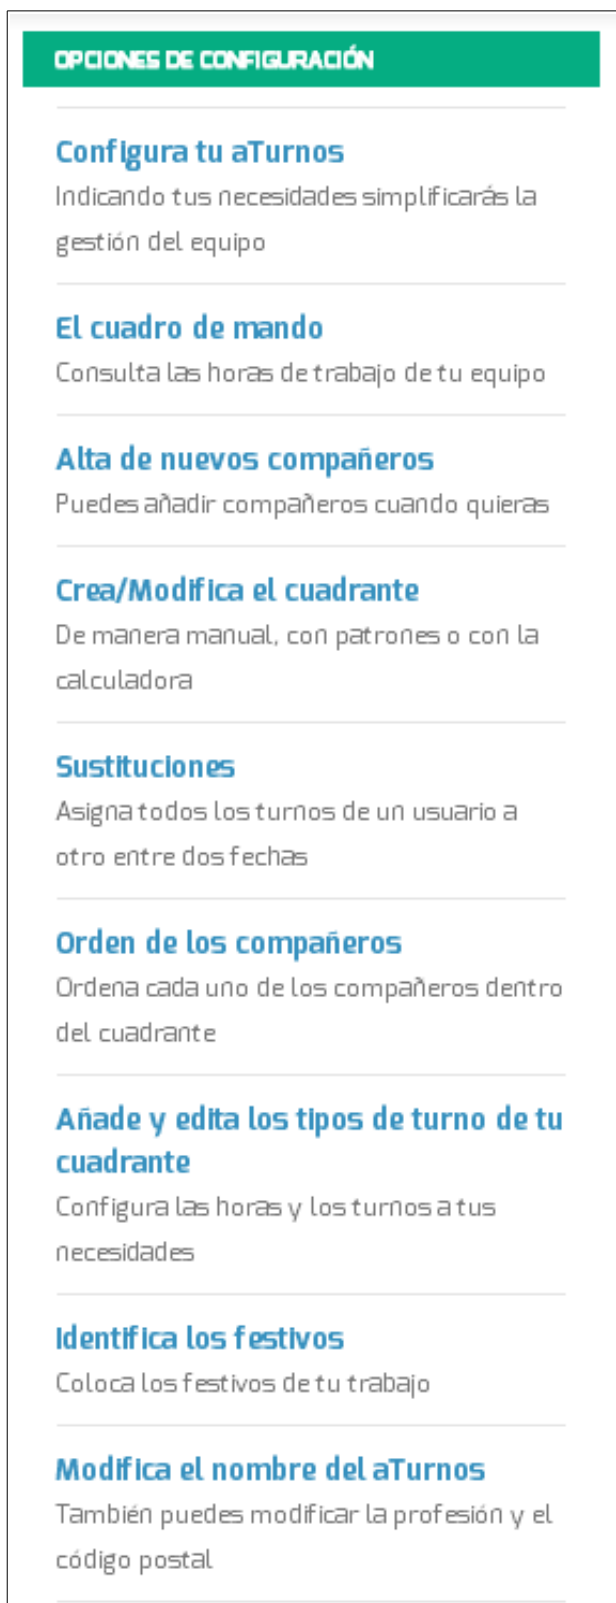 OPCIONES DE CONFIGURACIÓN
Configura tu aTurnos
Indicando tus necesidades simplificarás la
gestión del equipo
El cuadro de mando
Consulta las horas de trabajo de tu equipo
Alta de nuevos compañeros
Puedes añadir compañeros cuando quieras
Crea/Modifica el cuadrante
De manera manual, con patrones o con la
calculadora
Sustituciones
Asigna todos los turnos de un usuario a
otro entre dos fechas
Orden de los compañeros
Ordena cada uno de los compañeros dentro
del cuadrante
Añade y edita los tipos de turno de tu
cuadrante
Configura las horas y los turnos a tus
necesidades
Identifica los festivos
Coloca los festivos de tu trabajo
Modifica el nombre del aTurnos
También puedes modificar la profesión y el
código postal